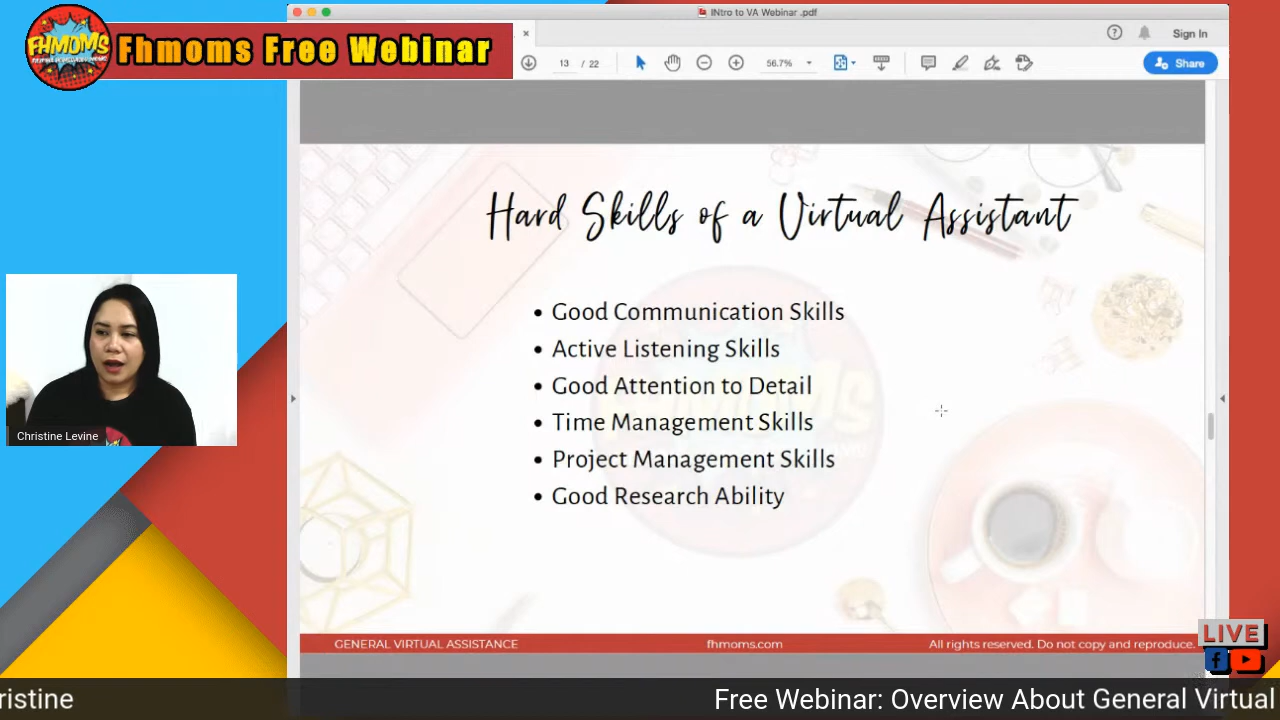 FHMOMS
Fhmoms Free Webinar
INtro to VA Webinar .pdf
Sign In
13 / 22
56.7%
Share
Hard Skills of a Virtual Assistant
• Good Communication Skills
• Active Listening Skills
• Good Attention to Detail
• Time Management Skills
• Project Management Skills
• Good Research Ability
Christine Levine
GENERAL VIRTUAL ASSISTANCE
fhmoms.com
All rights reserved. Do not copy and reproduce.
LIVE
ristine
Free Webinar: Overview About General Virtual